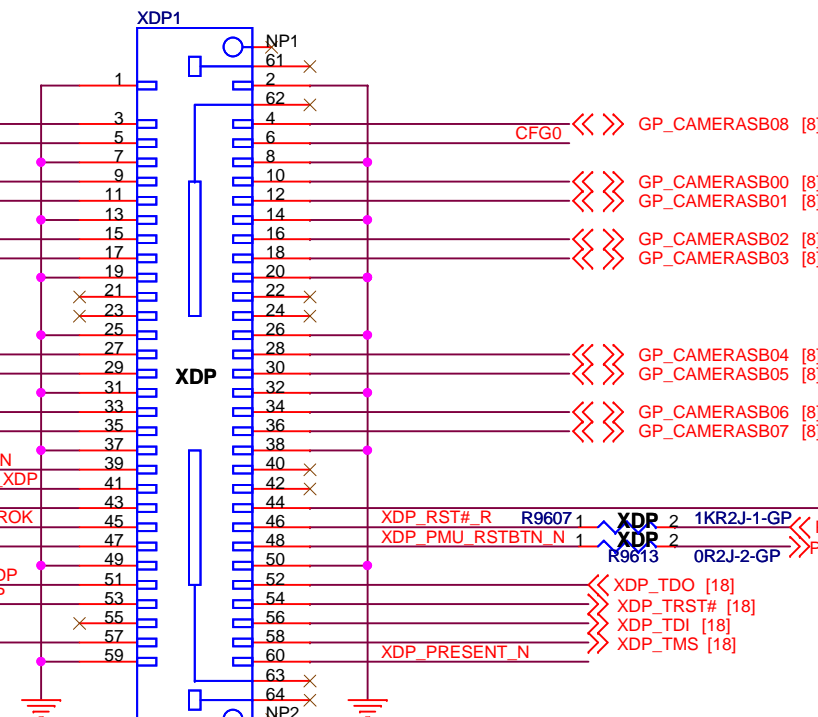 XDP1
NP1
61
1 2
62
3 4 GP_CAMERASB08 [8]
5 6 CFG0
7 8
9 10 GP_CAMERASB00 [8]
11 12 GP_CAMERASB01 [8]
13 14
15 16 GP_CAMERASB02 [8]
17 18 GP_CAMERASB03 [8]
19 20
21 22
23 24
25 26
27 28 GP_CAMERASB04 [8]
29 30 GP_CAMERASB05 [8]
XDP
31 32
33 34 GP_CAMERASB06 [8]
35 36 GP_CAMERASB07 [8]
37 38
N 39 40
_XDP 41 42
43 44
ROK 45 46 XDP_RST#_R R9607 1 XDP 2 1KR2J-1-GP
47 48 XDP_PMU_RSTBTN_N 1 XDP 2
49 50 R9613 0R2J-2-GP
DP 51 52 XDP_TDO [18]
53 54 XDP_TRST# [18]
55 56 XDP_TDI [18]
57 58 XDP_TMS [18]
59 60 XDP_PRESENT_N
63
64
NP2